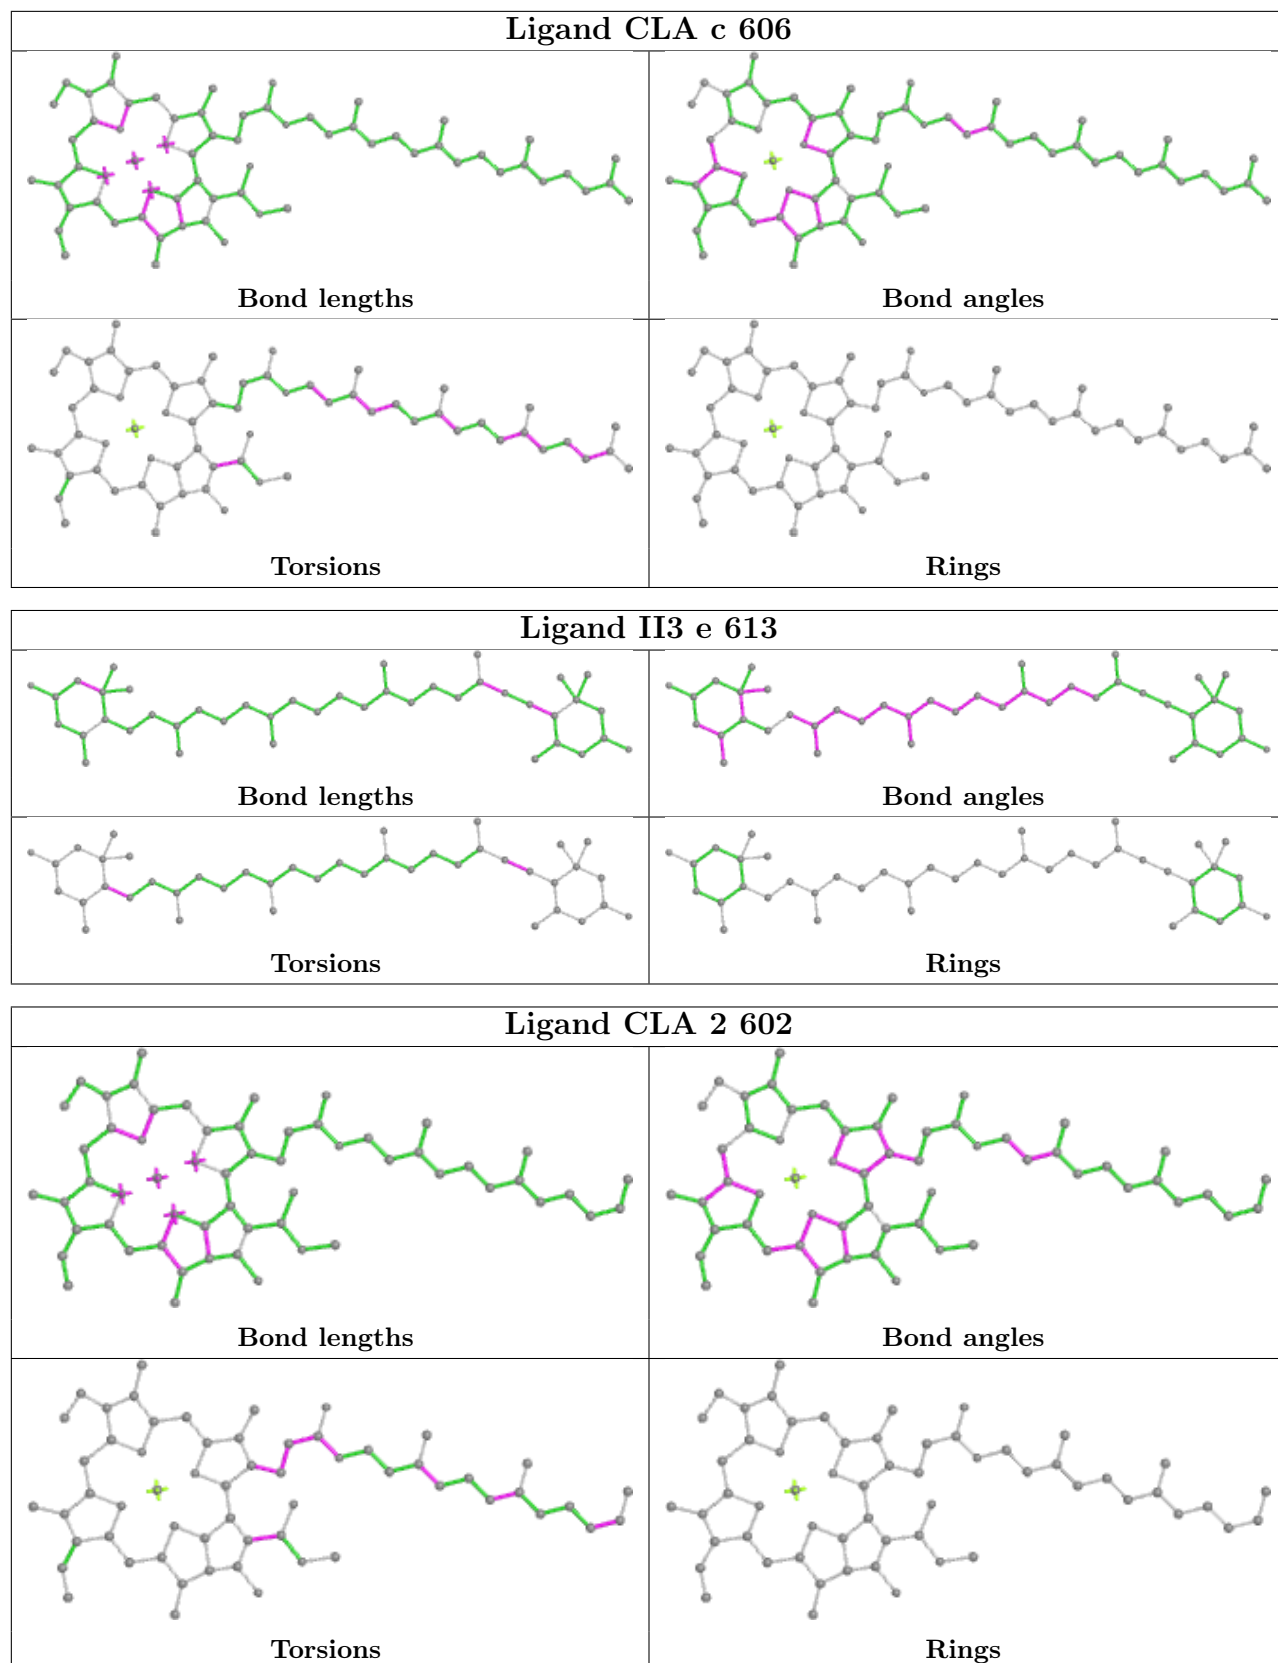 Ligand CLA c 606
Bond lengths
Bond angles
Torsions
Rings
Ligand II3 e 613
Bond lengths
Bond angles
Torsions
Rings
Ligand CLA 2 602
Bond lengths
Bond angles
Torsions
Rings